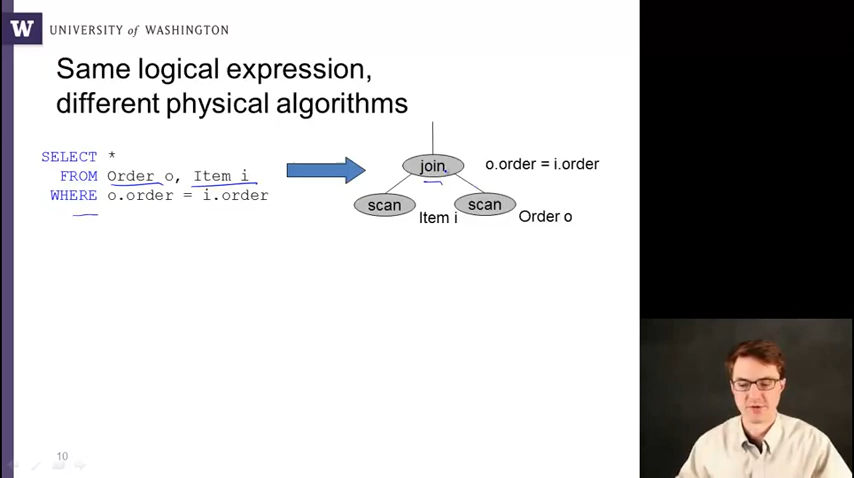 W UNIVERSITY of WASHINGTON
Same logical expression,
different physical algorithms
SELECT *
FROM Order o, Item i
WHERE o.order = i.order
join
o.order = i.order
scan
Item i
scan
Order o
10